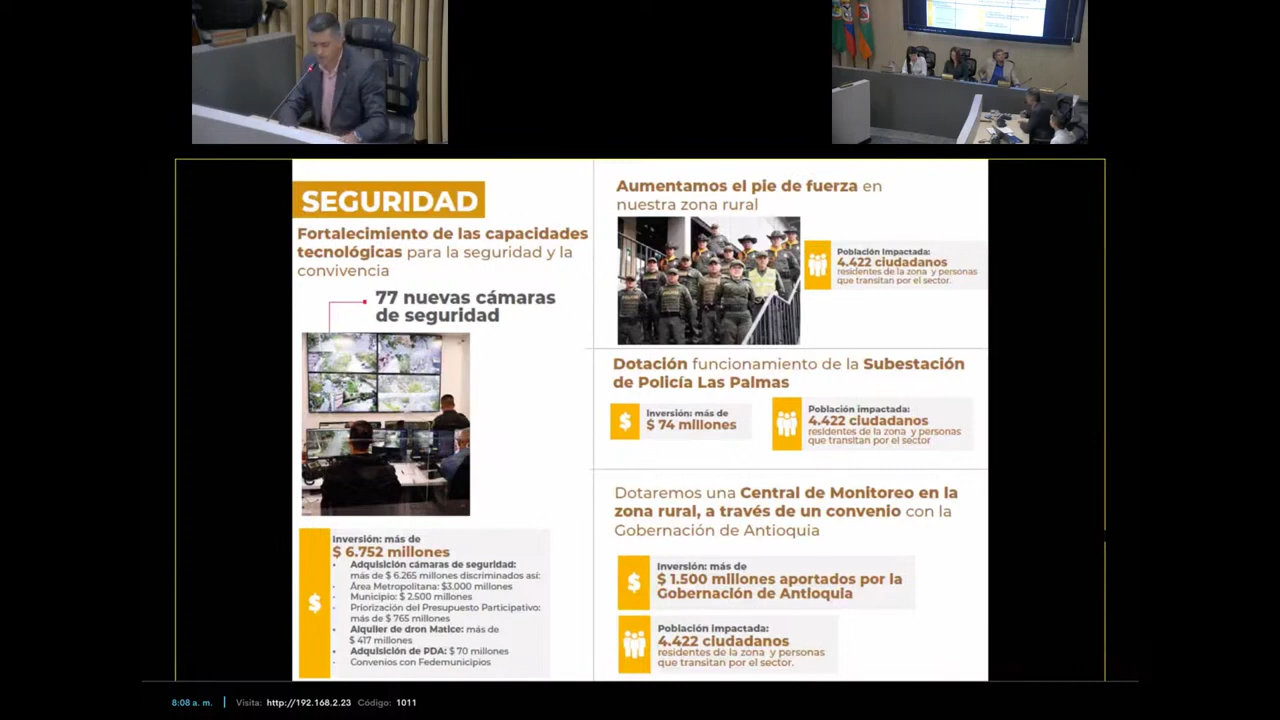 SEGURIDAD
Fortalecimiento de las capacidades
tecnológicas para la seguridad y la
convivencia
77 nuevas cámaras
de seguridad
Inversión: más de
$ 6.752 millones
• Adquisición cámaras de seguridad:
más de $ 6.265 millones discriminados así:
- Área Metropolitana: $3.000 millones
- Municipio: $ 2.500 millones
- Priorización del Presupuesto Participativo:
más de $ 765 millones
• Alquiler de dron Matice: más de
$ 417 millones
• Adquisición de PDA: $ 70 millones
- Convenios con Fedemunicipios
Aumentamos el pie de fuerza en
nuestra zona rural
Población Impactada:
4.422 ciudadanos
residentes de la zona y personas
que transitan por el sector.
Dotación funcionamiento de la Subestación
de Policía Las Palmas
Inversión: más de
$ 74 millones
Población impactada:
4.422 ciudadanos
residentes de la zona y personas
que transitan por el sector
Dotaremos una Central de Monitoreo en la
zona rural, a través de un convenio con la
Gobernación de Antioquia
Inversión: más de
$ 1.500 millones aportados por la
Gobernación de Antioquia
Población impactada:
4.422 ciudadanos
residentes de la zona y personas
que transitan por el sector.
8:08 a. m. | Visita: http://192.168.2.23 Código: 1011